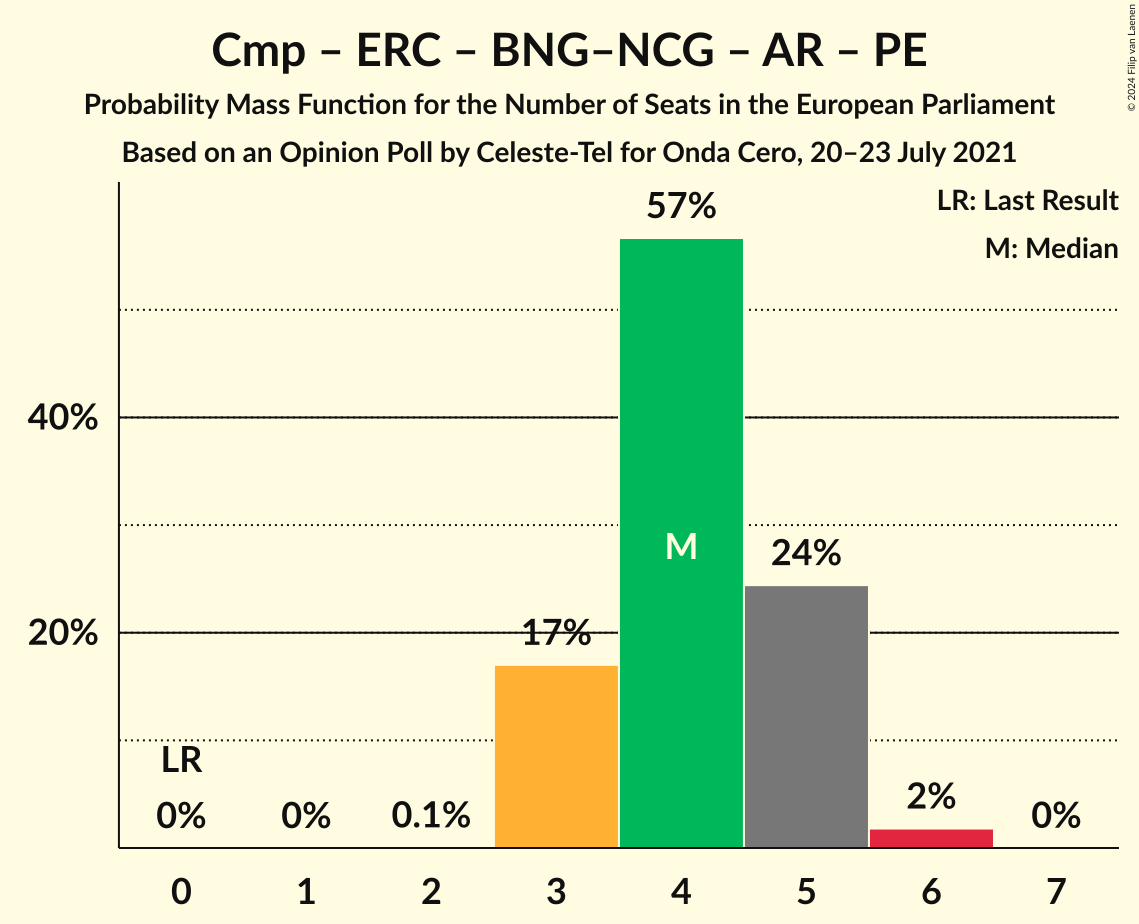 Cmp – ERC – BNG–NCG – AR – PE
Probability Mass Function for the Number of Seats in the European Parliament
Based on an Opinion Poll by Celeste-Tel for Onda Cero, 20–23 July 2021
© 2024 Filip van Laenen
LR: Last Result
M: Median
57%
40%
M
24%
20%
17%
LR
0%
0%
0.1%
2%
0%
0 1 2 3 4 5 6 7